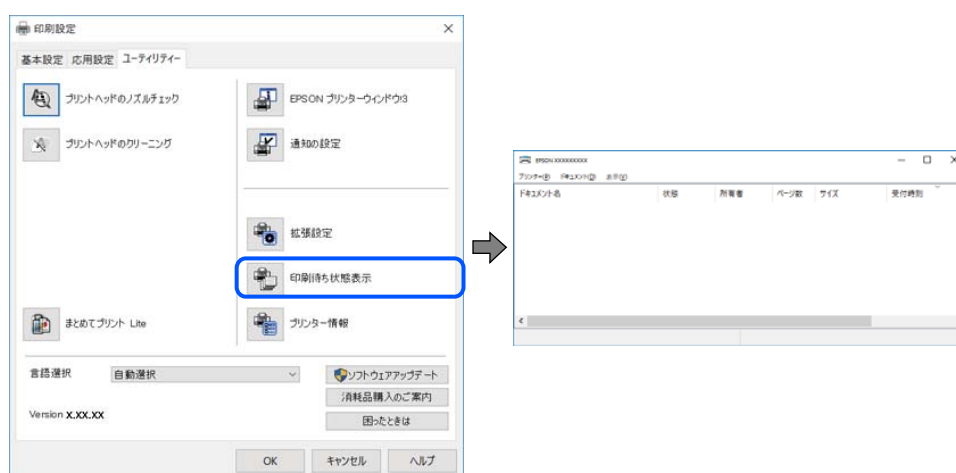 印刷設定
基本設定 応用設定 ユーティリティー
プリントヘッドのノズルチェック
プリントヘッドのクリーニング
まとめてプリント Lite
EPSON プリンターウィンドウ!3
通知の設定
拡張設定
印刷待ち状態表示
プリンター情報
言語選択 自動選択
Version X.XX.XX
ソフトウェアアップデート
消耗品購入のご案内
困ったときは
OK キャンセル ヘルプ
EPSON XXXXXXXXXX
プリンター(P) ドキュメント(D) 表示(V)
ドキュメント名 状態 所有者 ページ数 サイズ 受付時刻